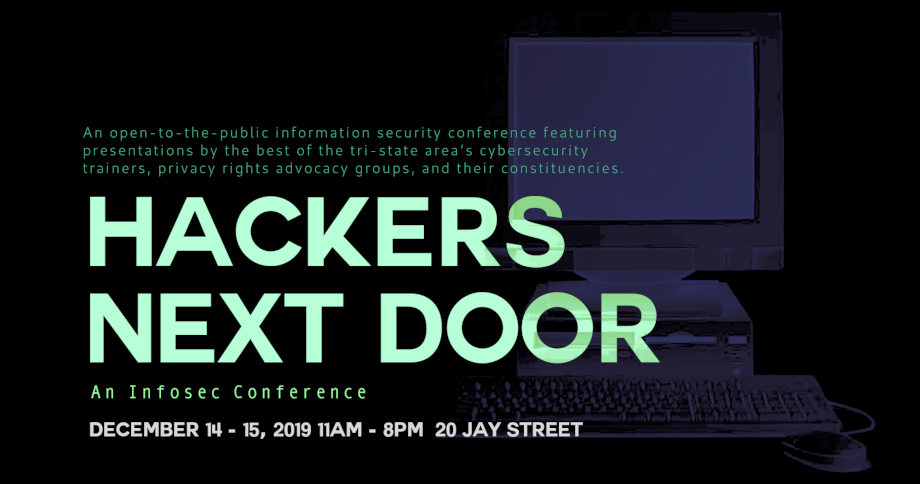 An open-to-the-public information security conference featuring
presentations by the best of the tri-state area's cybersecurity
trainers, privacy rights advocacy groups, and their constituencies.
HACKERS
NEXT DOOR
An Infosec Conference
DECEMBER 14 - 15, 2019 11AM - 8PM 20 JAY STREET